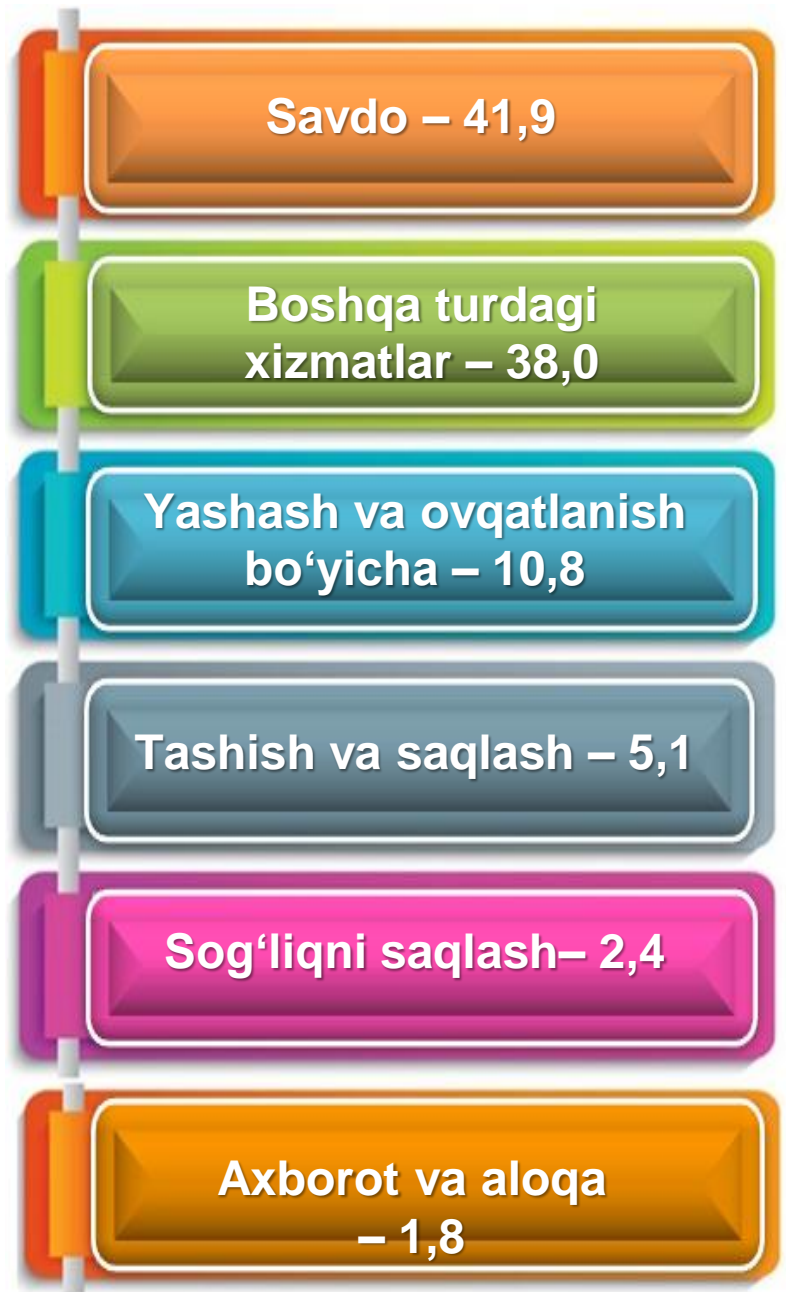 Savdo – 41,9
Boshqa turdagi
xizmatlar – 38,0
Yashash va ovqatlanish
bo‘yicha – 10,8
Tashish va saqlash – 5,1
Sog‘liqni saqlash– 2,4
Axborot va aloqa
– 1,8